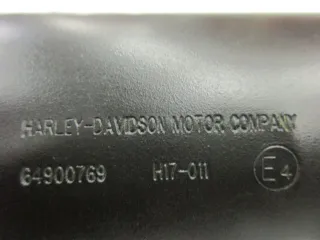 HARLEY-DAVIDSON MOTOR COMPANY
64900769 H17-011 E4